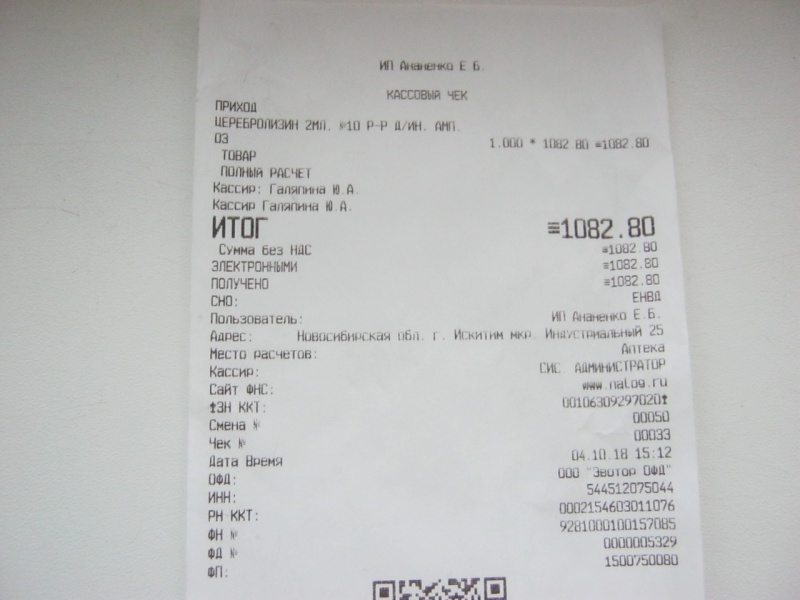 ИП Ананенко Е.Б.
КАССОВЫЙ ЧЕК
ПРИХОД
ЦЕРЕБРОЛИЗИН 2МЛ. №10 Р-Р Д/ИН. АМП.
03 1.000 * 1082.80 =1082.80
ТОВАР
ПОЛНЫЙ РАСЧЕТ
Кассир: Галяпина Ю.А.
Кассир Галяпина Ю.А.
ИТОГ =1082.80
Сумма без НДС =1082.80
ЭЛЕКТРОННЫМИ =1082.80
ПОЛУЧЕНО =1082.80
СНО: ЕНВД
Пользователь: ИП Ананенко Е.Б.
Адрес: Новосибирская обл. г. Искитим мкр. Индустриальный 25
Место расчетов: Аптека
Кассир: СИС. АДМИНИСТРАТОР
Сайт ФНС: www.nalog.ru
↑ЗН ККТ: 00106309297020↑
Смена № 00050
Чек № 00033
Дата Время 04.10.18 15:12
ОФД: ООО "Эвотор ОФД"
ИНН: 544512075044
РН ККТ: 0002154603011076
ФН № 9281000100157085
ФД № 0000005329
ФП: 1500750080